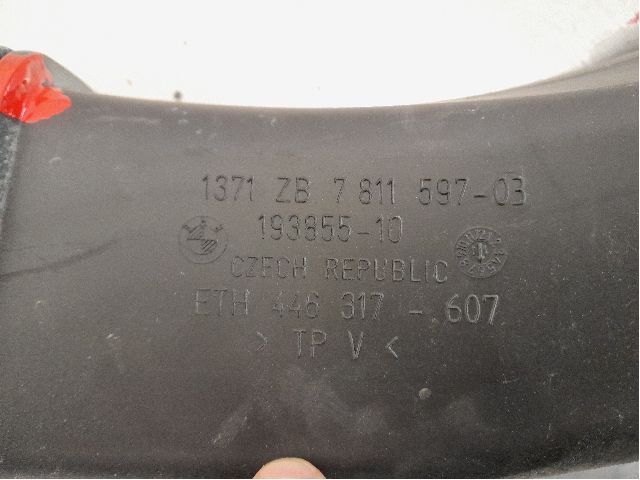 1371 ZB 7 811 597-03
193855-10
CZECH REPUBLIC
ETH 446 317 - 607
> TP V <